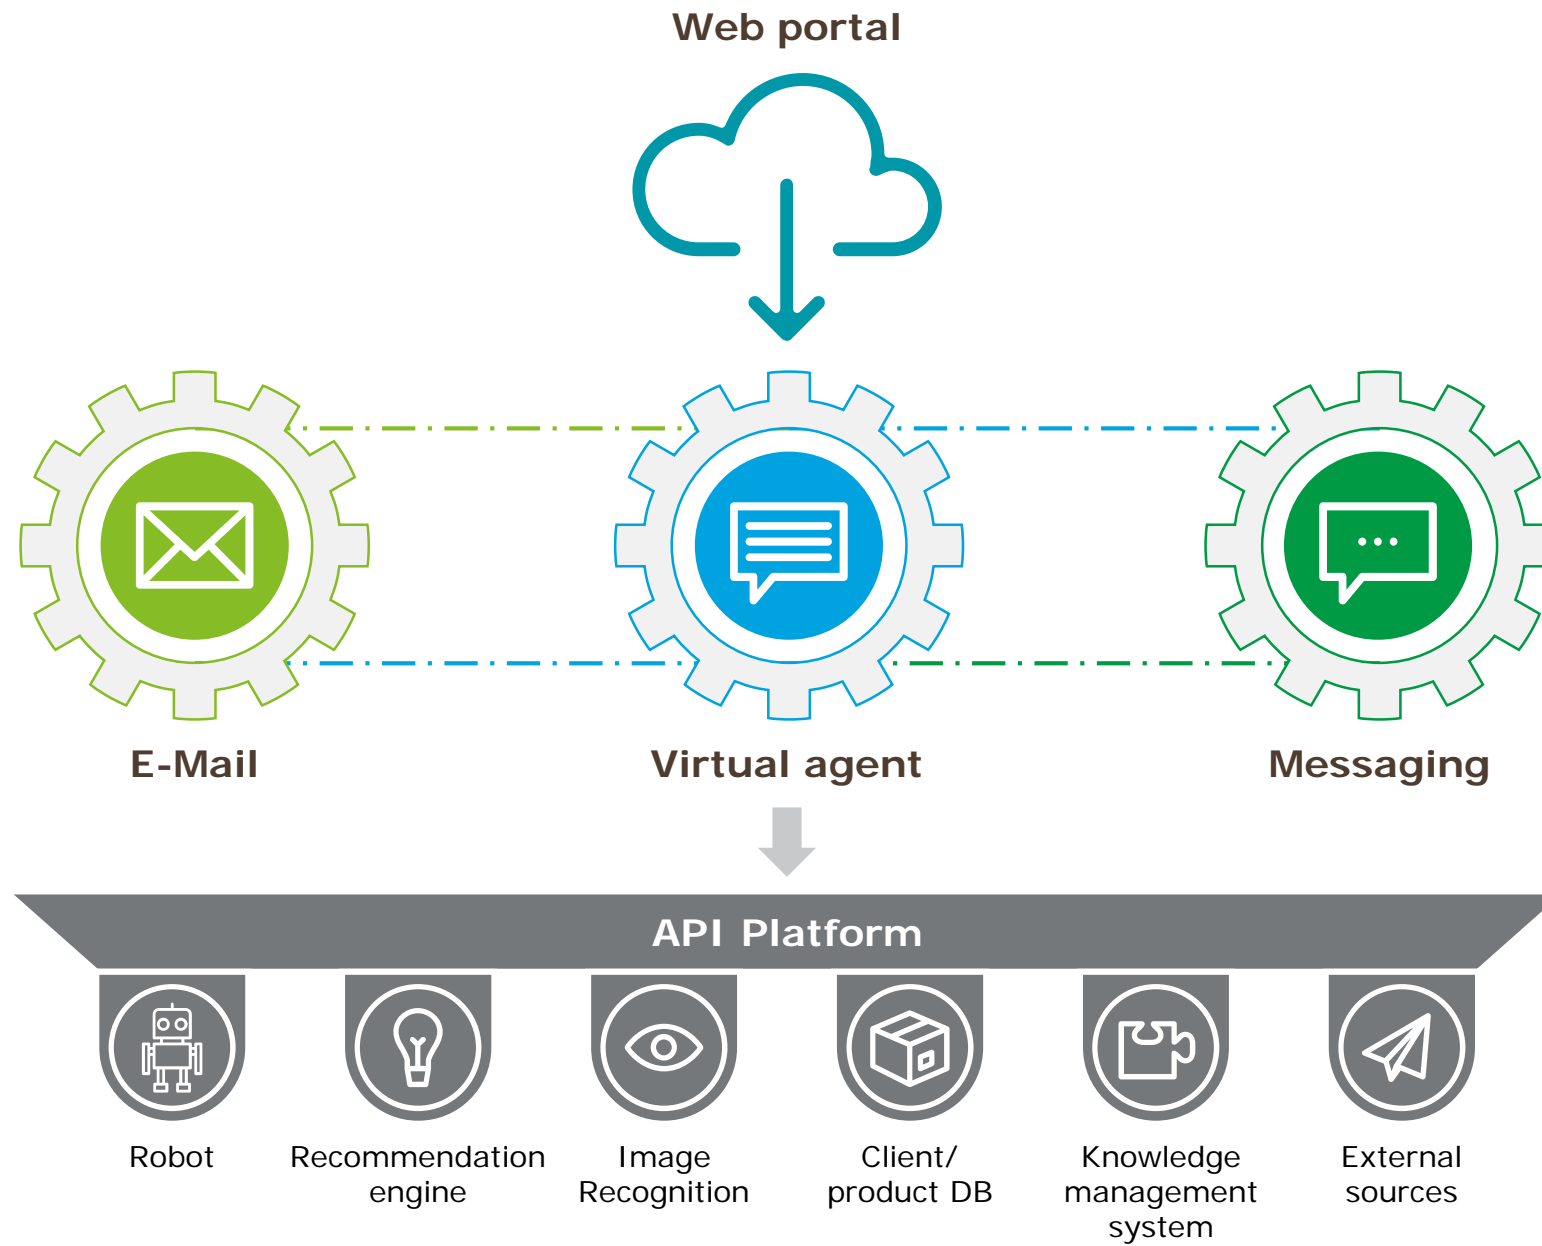 Web portal
E-Mail
Virtual agent
Messaging
API Platform
Robot
Recommendation
engine
Image
Recognition
Client/
product DB
Knowledge
management
system
External
sources